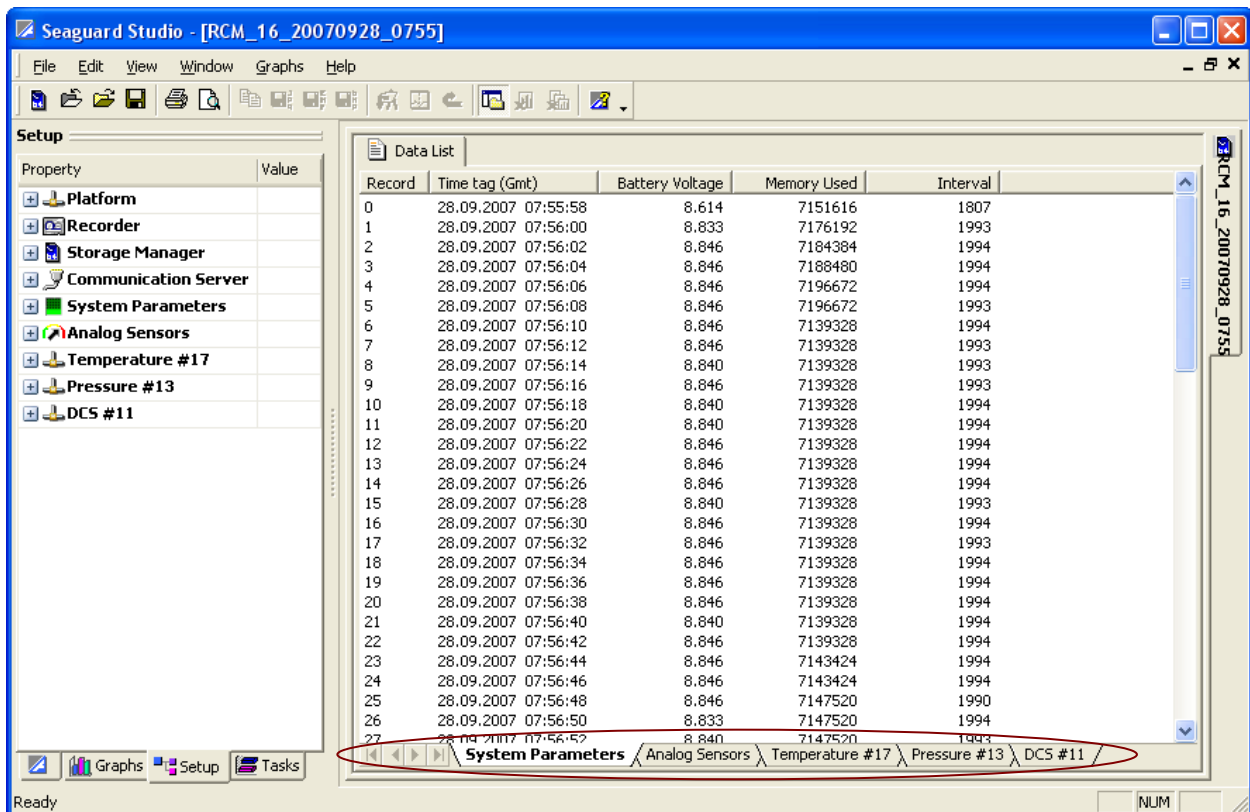 Seaguard Studio - [RCM_16_20070928_0755]
File Edit View Window Graphs Help
Setup
Property Value
Platform
Recorder
Storage Manager
Communication Server
System Parameters
Analog Sensors
Temperature #17
Pressure #13
DCS #11
Data List
Record Time tag (Gmt) Battery Voltage Memory Used Interval
0 28.09.2007 07:55:58 8.614 7151616 1807
1 28.09.2007 07:56:00 8.833 7176192 1993
2 28.09.2007 07:56:02 8.846 7184384 1994
3 28.09.2007 07:56:04 8.846 7188480 1994
4 28.09.2007 07:56:06 8.846 7196672 1994
5 28.09.2007 07:56:08 8.846 7196672 1993
6 28.09.2007 07:56:10 8.846 7139328 1994
7 28.09.2007 07:56:12 8.846 7139328 1993
8 28.09.2007 07:56:14 8.840 7139328 1993
9 28.09.2007 07:56:16 8.846 7139328 1993
10 28.09.2007 07:56:18 8.840 7139328 1994
11 28.09.2007 07:56:20 8.840 7139328 1994
12 28.09.2007 07:56:22 8.846 7139328 1994
13 28.09.2007 07:56:24 8.846 7139328 1994
14 28.09.2007 07:56:26 8.846 7139328 1994
15 28.09.2007 07:56:28 8.840 7139328 1993
16 28.09.2007 07:56:30 8.846 7139328 1994
17 28.09.2007 07:56:32 8.846 7139328 1993
18 28.09.2007 07:56:34 8.846 7139328 1994
19 28.09.2007 07:56:36 8.846 7139328 1994
20 28.09.2007 07:56:38 8.846 7139328 1994
21 28.09.2007 07:56:40 8.840 7139328 1994
22 28.09.2007 07:56:42 8.846 7139328 1994
23 28.09.2007 07:56:44 8.846 7143424 1994
24 28.09.2007 07:56:46 8.846 7143424 1994
25 28.09.2007 07:56:48 8.846 7147520 1990
26 28.09.2007 07:56:50 8.833 7147520 1994
27 28.09.2007 07:56:52 8.840 7147520 1993
System Parameters Analog Sensors Temperature #17 Pressure #13 DCS #11
RCM_16_20070928_0755
Graphs Setup Tasks
Ready NUM